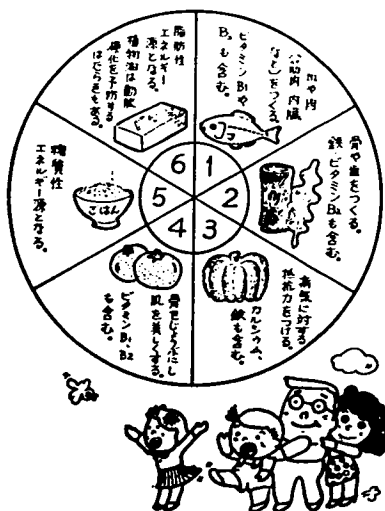 血や肉
(筋肉、内臓
など)をつくる。
ビタミンB₁や
B₂も含む。
1
骨や歯をつくる。
鉄・ビタミンB₂も含む。
2
病気に対する
抵抗力をつける。
カルシウム、
鉄も含む。
3
骨をじょうぶにし
肌を美しくする。
ビタミンB₁、B₂
も含む。
4
糖質性
エネルギー源となる。
ごはん
5
脂肪性
エネルギー
源となる。
植物油は動脈
硬化を予防する
はたらきもある。
6